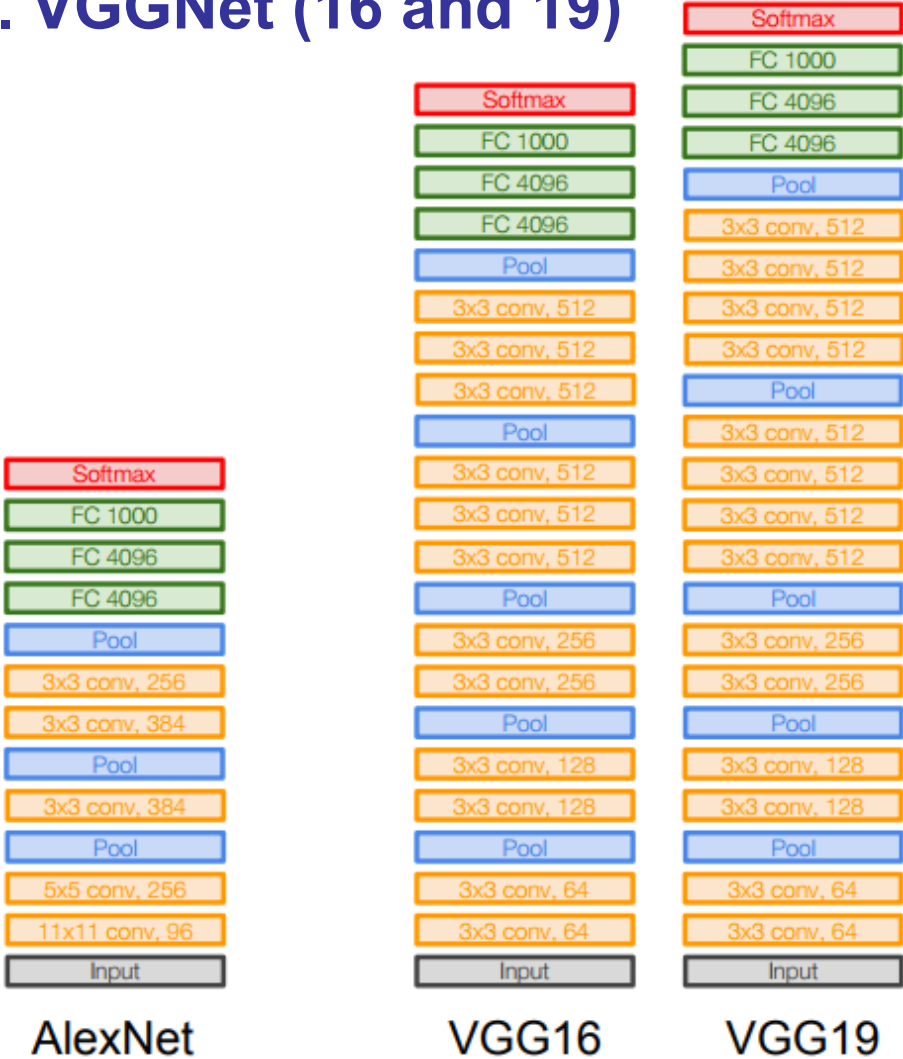 . VGGNet (16 and 19)
Softmax
FC 1000
FC 4096
FC 4096
Pool
3x3 conv, 256
3x3 conv, 384
Pool
3x3 conv, 384
Pool
5x5 conv, 256
11x11 conv, 96
Input
AlexNet
Softmax
FC 1000
FC 4096
FC 4096
Pool
3x3 conv, 512
3x3 conv, 512
3x3 conv, 512
Pool
3x3 conv, 512
3x3 conv, 512
3x3 conv, 512
Pool
3x3 conv, 256
3x3 conv, 256
Pool
3x3 conv, 128
3x3 conv, 128
Pool
3x3 conv, 64
3x3 conv, 64
Input
VGG16
Softmax
FC 1000
FC 4096
FC 4096
Pool
3x3 conv, 512
3x3 conv, 512
3x3 conv, 512
3x3 conv, 512
Pool
3x3 conv, 512
3x3 conv, 512
3x3 conv, 512
3x3 conv, 512
Pool
3x3 conv, 256
3x3 conv, 256
Pool
3x3 conv, 128
3x3 conv, 128
Pool
3x3 conv, 64
3x3 conv, 64
Input
VGG19